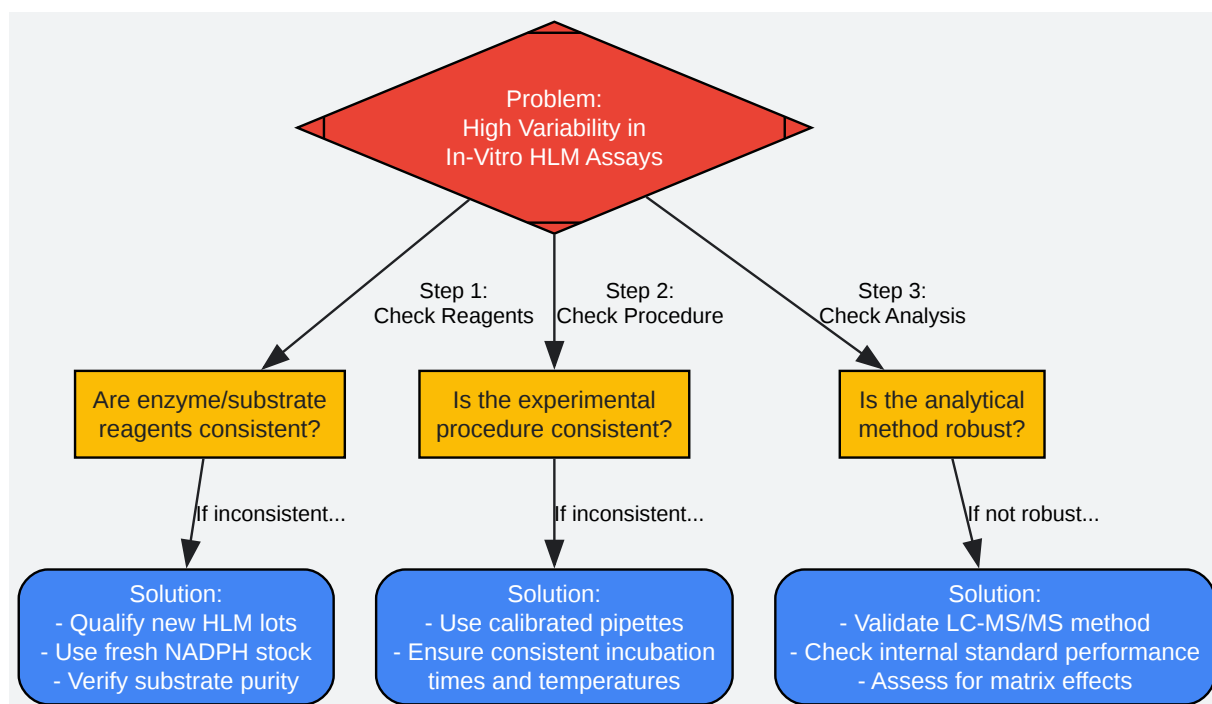 Problem:
High Variability in
In-Vitro HLM Assays
Step 1:
Check Reagents
Step 2:
Check Procedure
Step 3:
Check Analysis
Are enzyme/substrate
reagents consistent?
Is the experimental
procedure consistent?
Is the analytical
method robust?
If inconsistent...
If inconsistent...
If not robust...
Solution:
- Qualify new HLM lots
- Use fresh NADPH stock
- Verify substrate purity
Solution:
- Use calibrated pipettes
- Ensure consistent incubation
times and temperatures
Solution:
- Validate LC-MS/MS method
- Check internal standard performance
- Assess for matrix effects